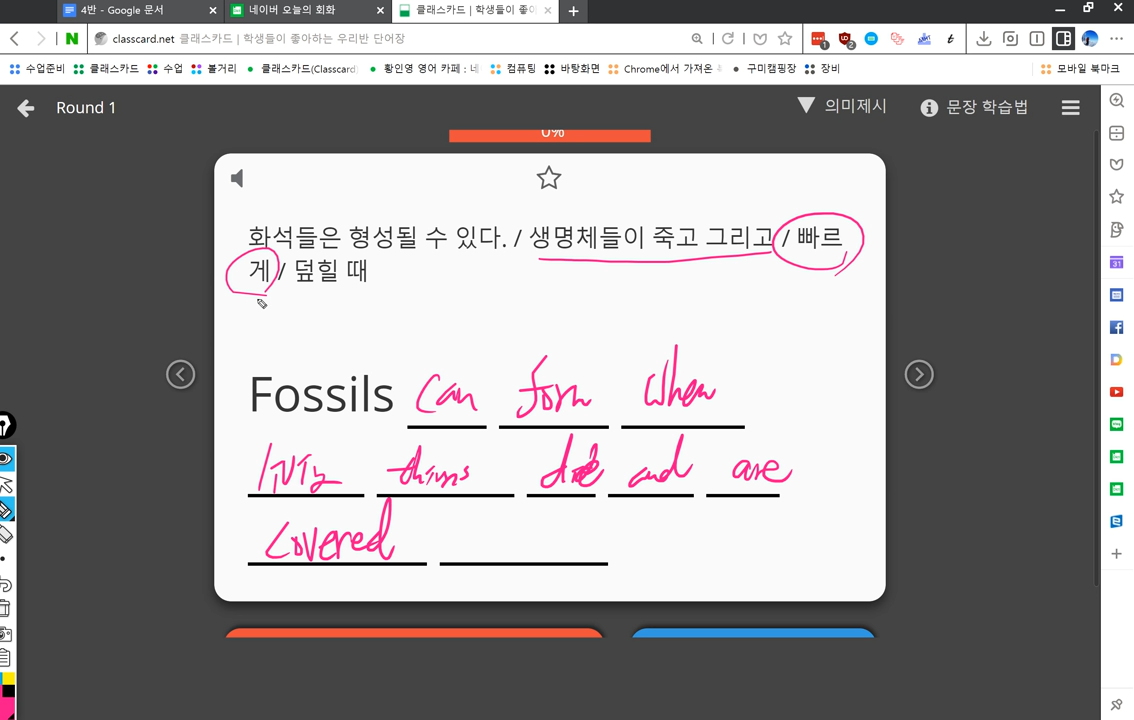 4반 - Google 문서
네이버 오늘의 회화
클래스카드 | 학생들이 좋아
classcard.net 클래스카드 | 학생들이 좋아하는 우리반 단어장
수업준비 클래스카드 수업 볼거리 클래스카드(Classcard 황인영 영어 카페 : 네 컴퓨팅 바탕화면 Chrome에서 가져온 구미캠핑장 장비 모바일 북마크
Round 1
의미제시
문장 학습법
0%
화석들은 형성될 수 있다. / 생명체들이 죽고 그리고 / 빠르
게 / 덮힐 때
Fossils can form when
living things die and are
covered